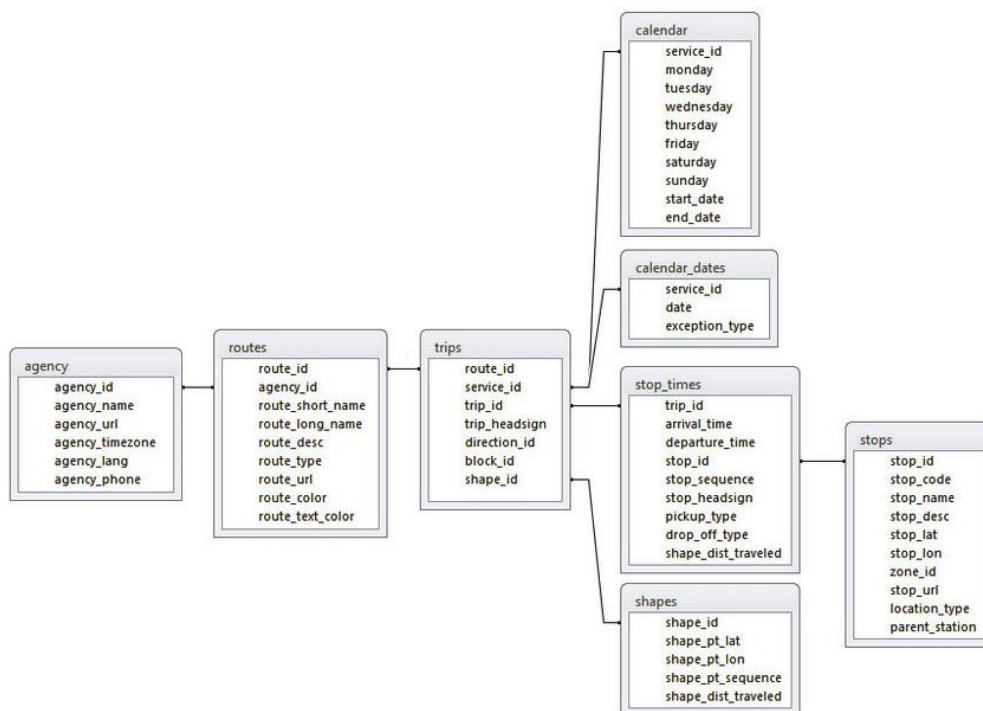 agency
agency_id
agency_name
agency_url
agency_timezone
agency_lang
agency_phone
routes
route_id
agency_id
route_short_name
route_long_name
route_desc
route_type
route_url
route_color
route_text_color
trips
route_id
service_id
trip_id
trip_headsign
direction_id
block_id
shape_id
calendar
service_id
monday
tuesday
wednesday
thursday
friday
saturday
sunday
start_date
end_date
calendar_dates
service_id
date
exception_type
stop_times
trip_id
arrival_time
departure_time
stop_id
stop_sequence
stop_headsign
pickup_type
drop_off_type
shape_dist_traveled
shapes
shape_id
shape_pt_lat
shape_pt_lon
shape_pt_sequence
shape_dist_traveled
stops
stop_id
stop_code
stop_name
stop_desc
stop_lat
stop_lon
zone_id
stop_url
location_type
parent_station